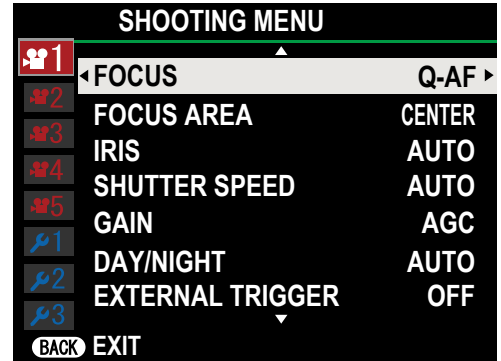 SHOOTING MENU
1
FOCUS Q-AF
2
FOCUS AREA CENTER
3
IRIS AUTO
4
SHUTTER SPEED AUTO
5
GAIN AGC
1
DAY/NIGHT AUTO
2
EXTERNAL TRIGGER OFF
3
BACK EXIT